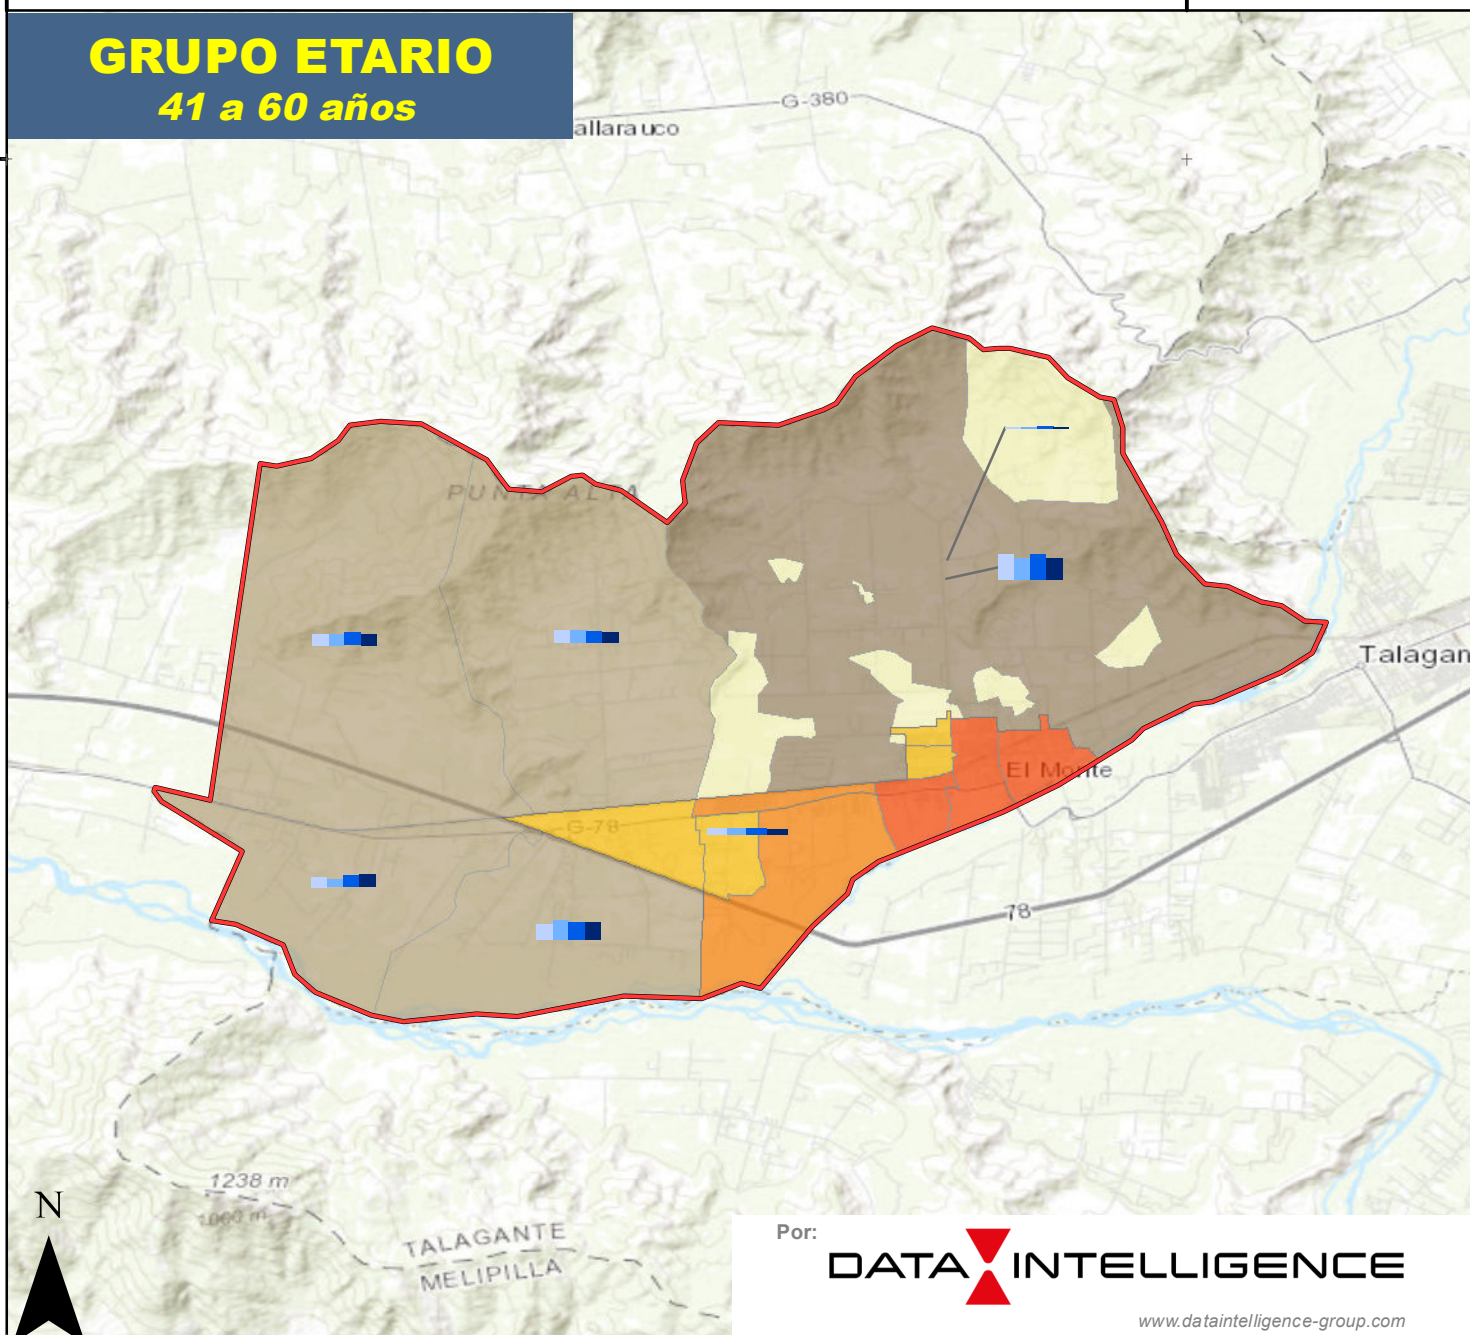 GRUPO ETARIO
41 a 60 años
G-380
allarauco
PUNTA ALTA
Talagan
El Monte
G-78
78
1238 m
1000 m
N
TALAGANTE
MELIPILLA
Por:
DATA INTELLIGENCE
www.dataintelligence-group.com